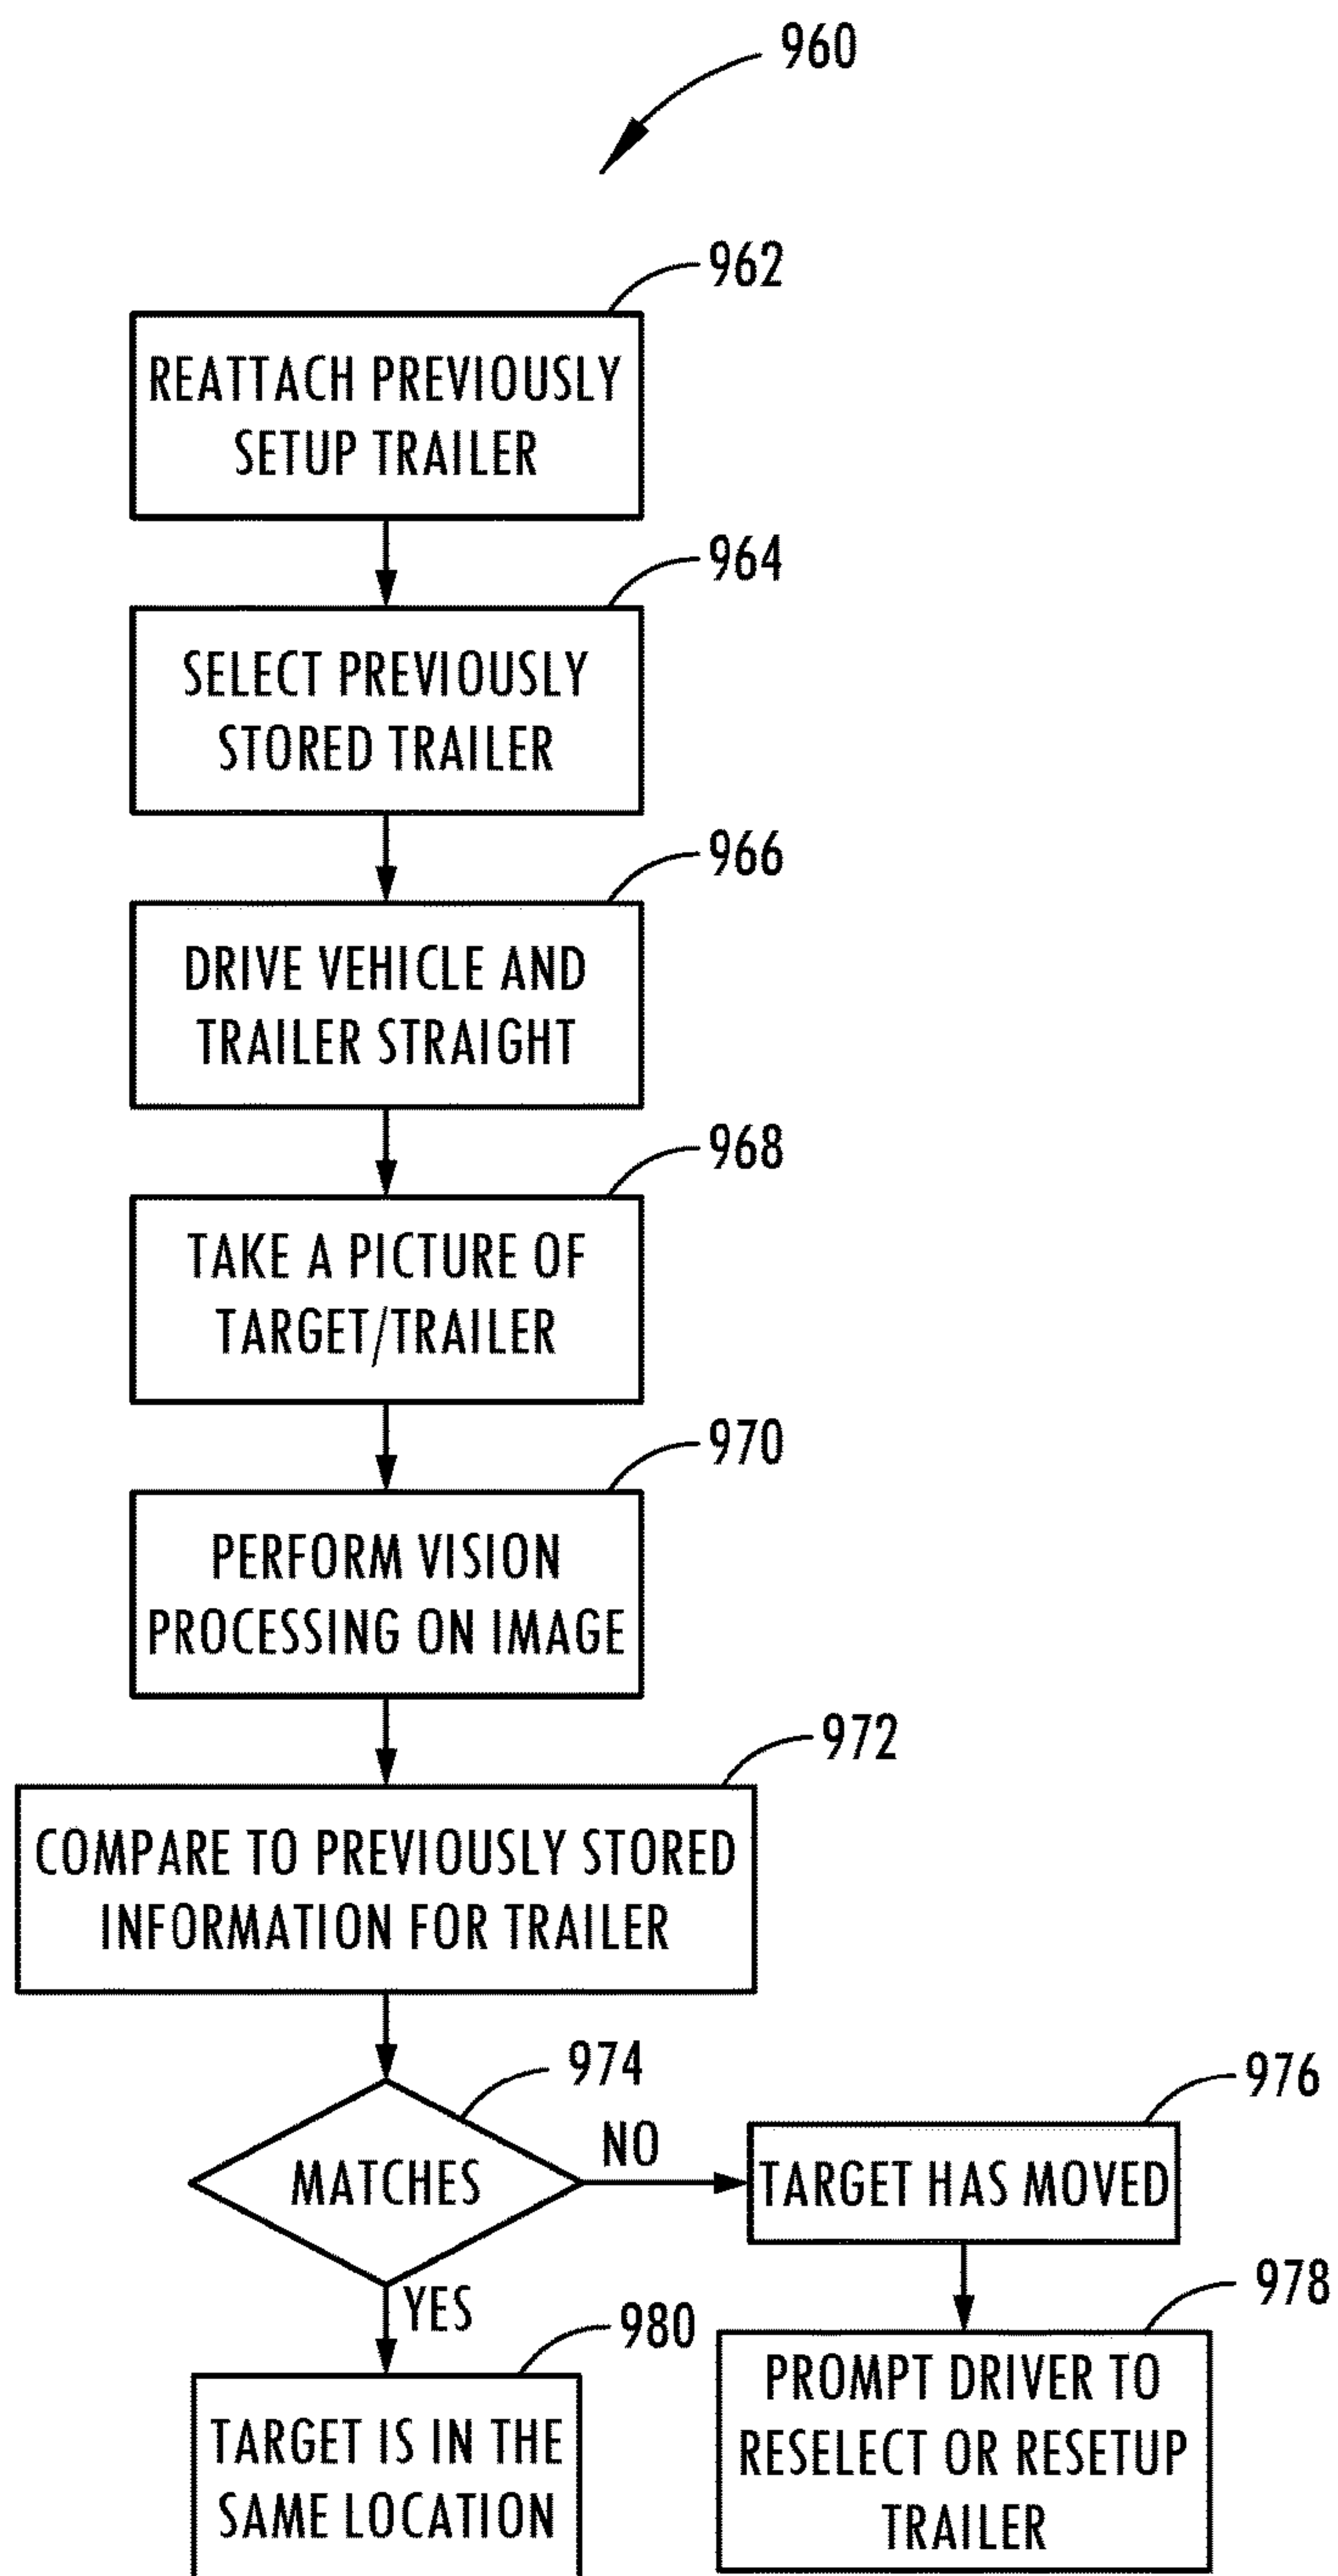 960
962
REATTACH PREVIOUSLY
SETUP TRAILER
964
SELECT PREVIOUSLY
STORED TRAILER
966
DRIVE VEHICLE AND
TRAILER STRAIGHT
968
TAKE A PICTURE OF
TARGET/TRAILER
970
PERFORM VISION
PROCESSING ON IMAGE
972
COMPARE TO PREVIOUSLY STORED
INFORMATION FOR TRAILER
974
MATCHES
NO
976
TARGET HAS MOVED
YES
980
TARGET IS IN THE
SAME LOCATION
978
PROMPT DRIVER TO
RESELECT OR RESETUP
TRAILER